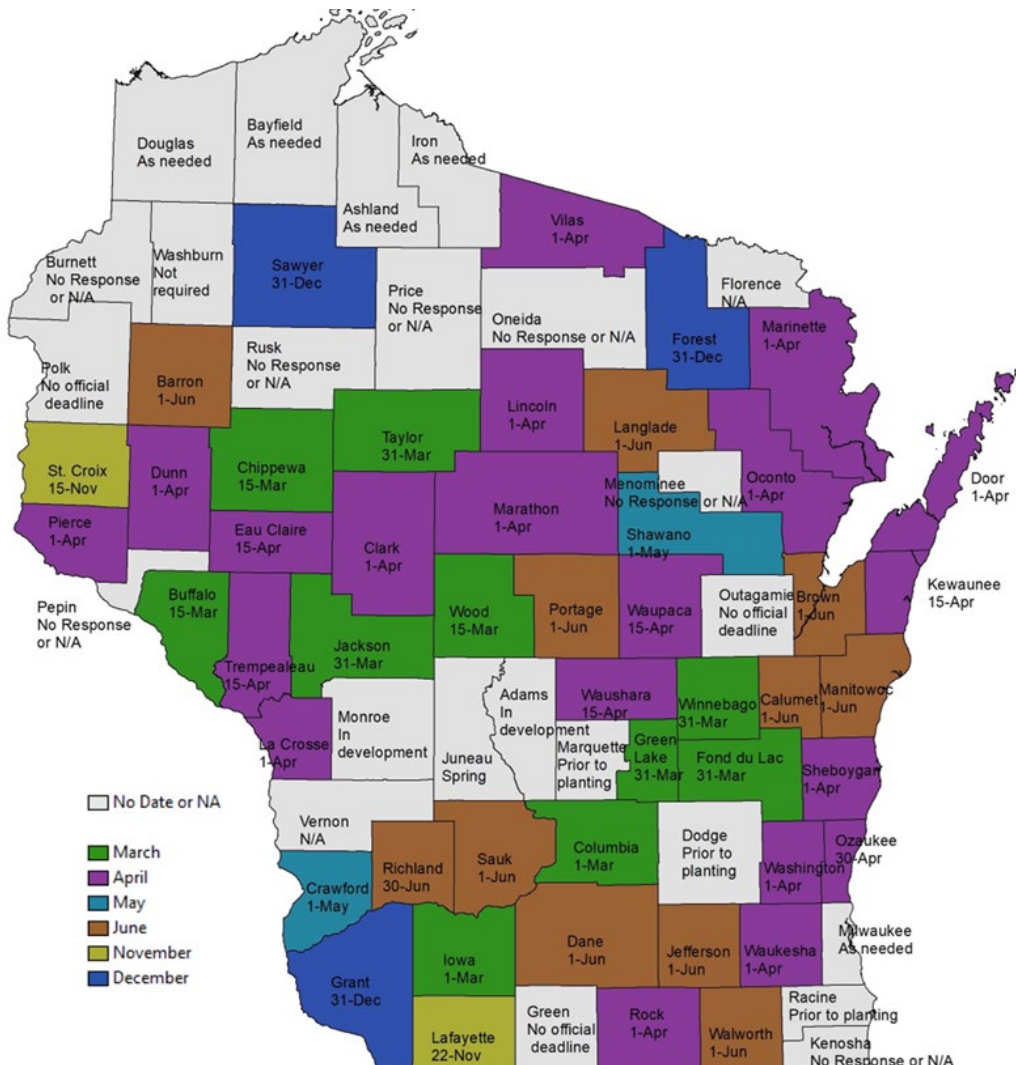 Douglas
As needed
Bayfield
As needed
Iron
As needed
Ashland
As needed
Vilas
1-Apr
Burnett
No Response
or N/A
Washburn
Not
required
Sawyer
31-Dec
Price
No Response
or N/A
Oneida
No Response or N/A
Florence
N/A
Forest
31-Dec
Marinette
1-Apr
Polk
No official
deadline
Barron
1-Jun
Rusk
No Response
or N/A
Lincoln
1-Apr
Langlade
1-Jun
Taylor
31-Mar
St. Croix
15-Nov
Dunn
1-Apr
Chippewa
15-Mar
Marathon
1-Apr
Menominee
No Response or N/A
Oconto
1-Apr
Door
1-Apr
Pierce
1-Apr
Eau Claire
15-Apr
Clark
1-Apr
Shawano
1-May
Pepin
No Response
or N/A
Buffalo
15-Mar
Trempealeau
15-Apr
Jackson
31-Mar
Wood
15-Mar
Portage
1-Jun
Waupaca
15-Apr
Outagamie
No official
deadline
Brown
1-Jun
Kewaunee
15-Apr
La Crosse
1-Apr
Monroe
In
development
Juneau
Spring
Adams
In
development
Waushara
15-Apr
Marquette
Prior to
planting
Green
Lake
31-Mar
Winnebago
31-Mar
Calumet
1-Jun
Manitowoc
1-Jun
Fond du Lac
31-Mar
Sheboygan
1-Apr
Vernon
N/A
Crawford
1-May
Richland
30-Jun
Sauk
1-Jun
Columbia
1-Mar
Dodge
Prior to
planting
Washington
1-Apr
Ozaukee
30-Apr
Grant
31-Dec
Iowa
1-Mar
Dane
1-Jun
Jefferson
1-Jun
Waukesha
1-Apr
Milwaukee
As needed
Lafayette
22-Nov
Green
No official
deadline
Rock
1-Apr
Walworth
1-Jun
Racine
Prior to planting
Kenosha
No Response or N/A
No Date or NA
March
April
May
June
November
December